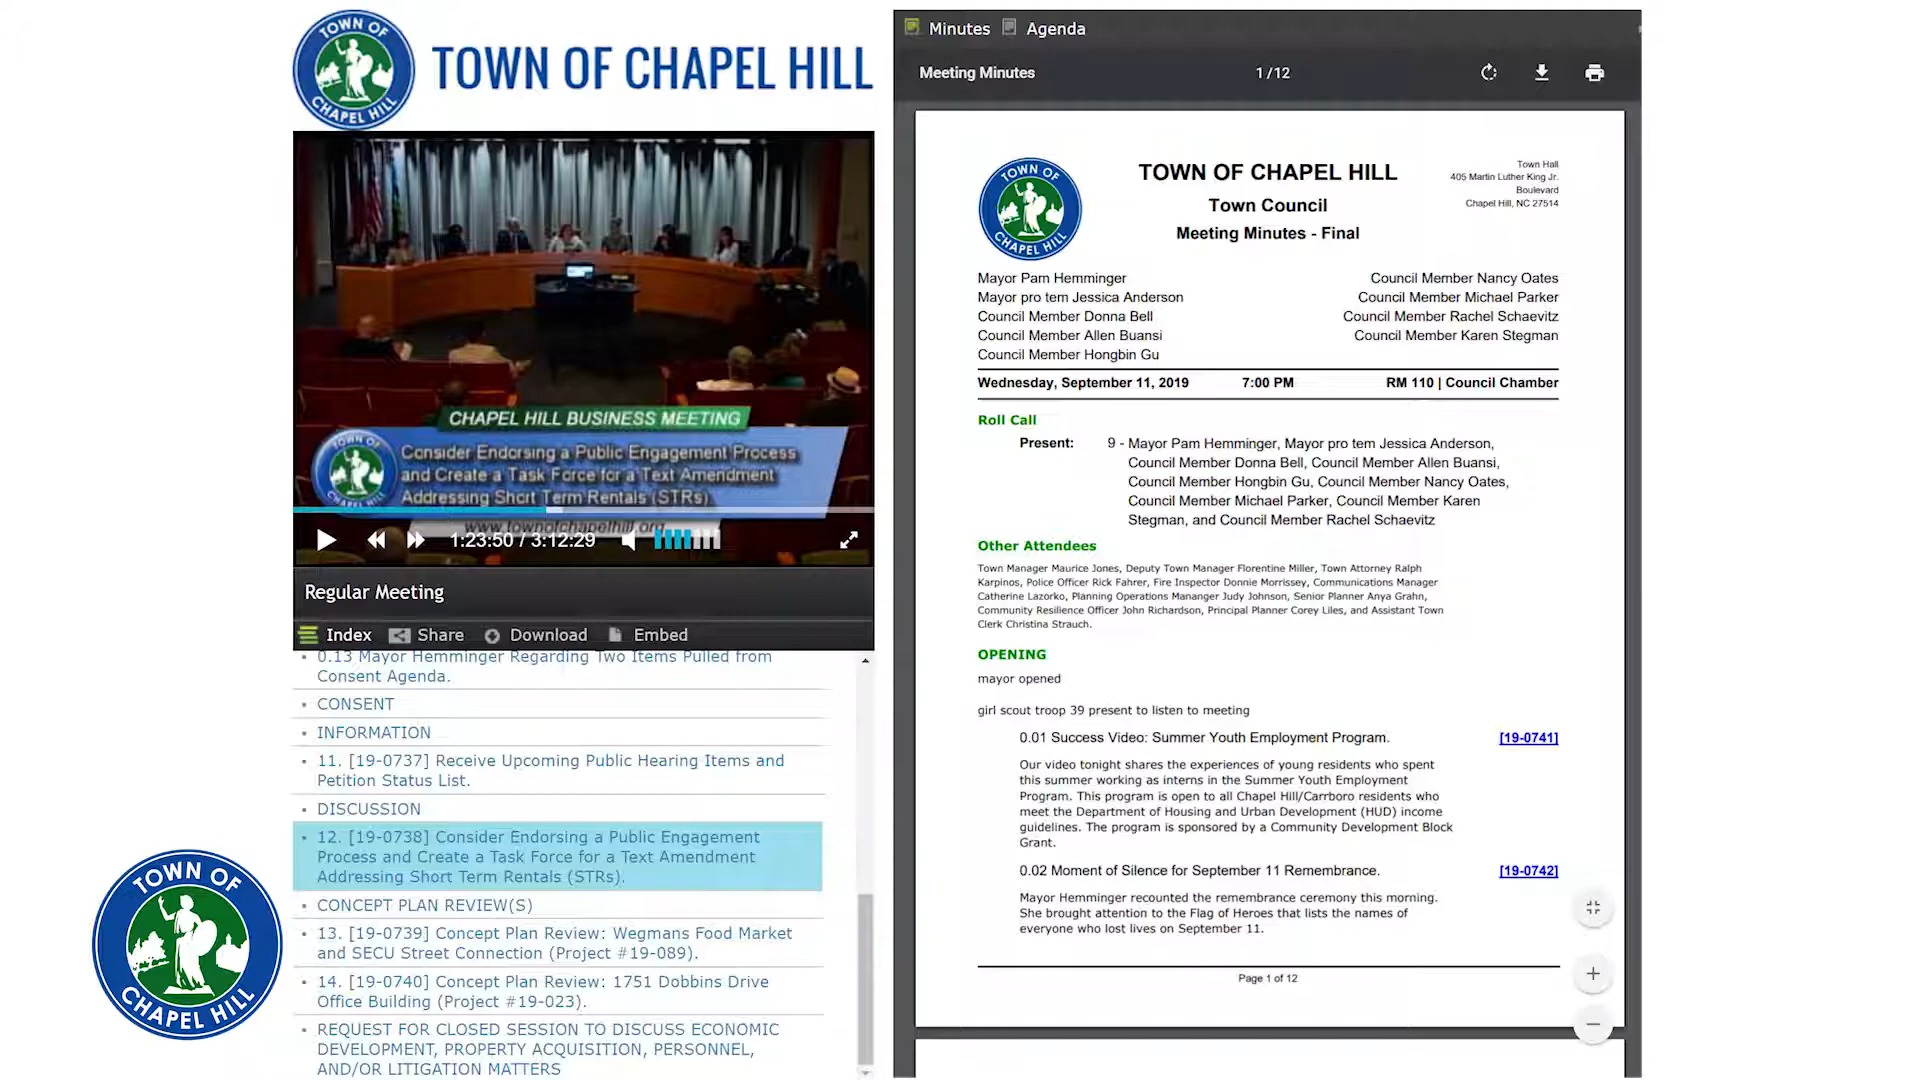 TOWN OF
CHAPEL HILL
TOWN OF CHAPEL HILL
CHAPEL HILL BUSINESS MEETING
TOWN OF
CHAPEL HILL
Consider Endorsing a Public Engagement Process
and Create a Task Force for a Text Amendment
Addressing Short Term Rentals (STRs)
www.townofchapelhill.org
1:23:50 / 3:12:29
Regular Meeting
Index
Share
Download
Embed
0.13 Mayor Hemminger Regarding Two Items Pulled from
Consent Agenda.
CONSENT
INFORMATION
11. [19-0737] Receive Upcoming Public Hearing Items and
Petition Status List.
DISCUSSION
12. [19-0738] Consider Endorsing a Public Engagement
Process and Create a Task Force for a Text Amendment
Addressing Short Term Rentals (STRs).
CONCEPT PLAN REVIEW(S)
13. [19-0739] Concept Plan Review: Wegmans Food Market
and SECU Street Connection (Project #19-089).
14. [19-0740] Concept Plan Review: 1751 Dobbins Drive
Office Building (Project #19-023).
REQUEST FOR CLOSED SESSION TO DISCUSS ECONOMIC
DEVELOPMENT, PROPERTY ACQUISITION, PERSONNEL,
AND/OR LITIGATION MATTERS
TOWN OF
CHAPEL HILL
Minutes
Agenda
Meeting Minutes
1 / 12
TOWN OF
CHAPEL HILL
TOWN OF CHAPEL HILL
Town Council
Meeting Minutes - Final
Town Hall
405 Martin Luther King Jr.
Boulevard
Chapel Hill, NC 27514
Mayor Pam Hemminger
Mayor pro tem Jessica Anderson
Council Member Donna Bell
Council Member Allen Buansi
Council Member Hongbin Gu
Council Member Nancy Oates
Council Member Michael Parker
Council Member Rachel Schaevitz
Council Member Karen Stegman
Wednesday, September 11, 2019 7:00 PM RM 110 | Council Chamber
Roll Call
Present: 9 - Mayor Pam Hemminger, Mayor pro tem Jessica Anderson,
Council Member Donna Bell, Council Member Allen Buansi,
Council Member Hongbin Gu, Council Member Nancy Oates,
Council Member Michael Parker, Council Member Karen
Stegman, and Council Member Rachel Schaevitz
Other Attendees
Town Manager Maurice Jones, Deputy Town Manager Florentine Miller, Town Attorney Ralph
Karpinos, Police Officer Rick Fahrer, Fire Inspector Donnie Morrissey, Communications Manager
Catherine Lazorko, Planning Operations Mananger Judy Johnson, Senior Planner Anya Grahn,
Community Resilience Officer John Richardson, Principal Planner Corey Liles, and Assistant Town
Clerk Christina Strauch.
OPENING
mayor opened
girl scout troop 39 present to listen to meeting
0.01 Success Video: Summer Youth Employment Program. [19-0741]
Our video tonight shares the experiences of young residents who spent
this summer working as interns in the Summer Youth Employment
Program. This program is open to all Chapel Hill/Carrboro residents who
meet the Department of Housing and Urban Development (HUD) income
guidelines. The program is sponsored by a Community Development Block
Grant.
0.02 Moment of Silence for September 11 Remembrance. [19-0742]
Mayor Hemminger recounted the remembrance ceremony this morning.
She brought attention to the Flag of Heroes that lists the names of
everyone who lost lives on September 11.
Page 1 of 12